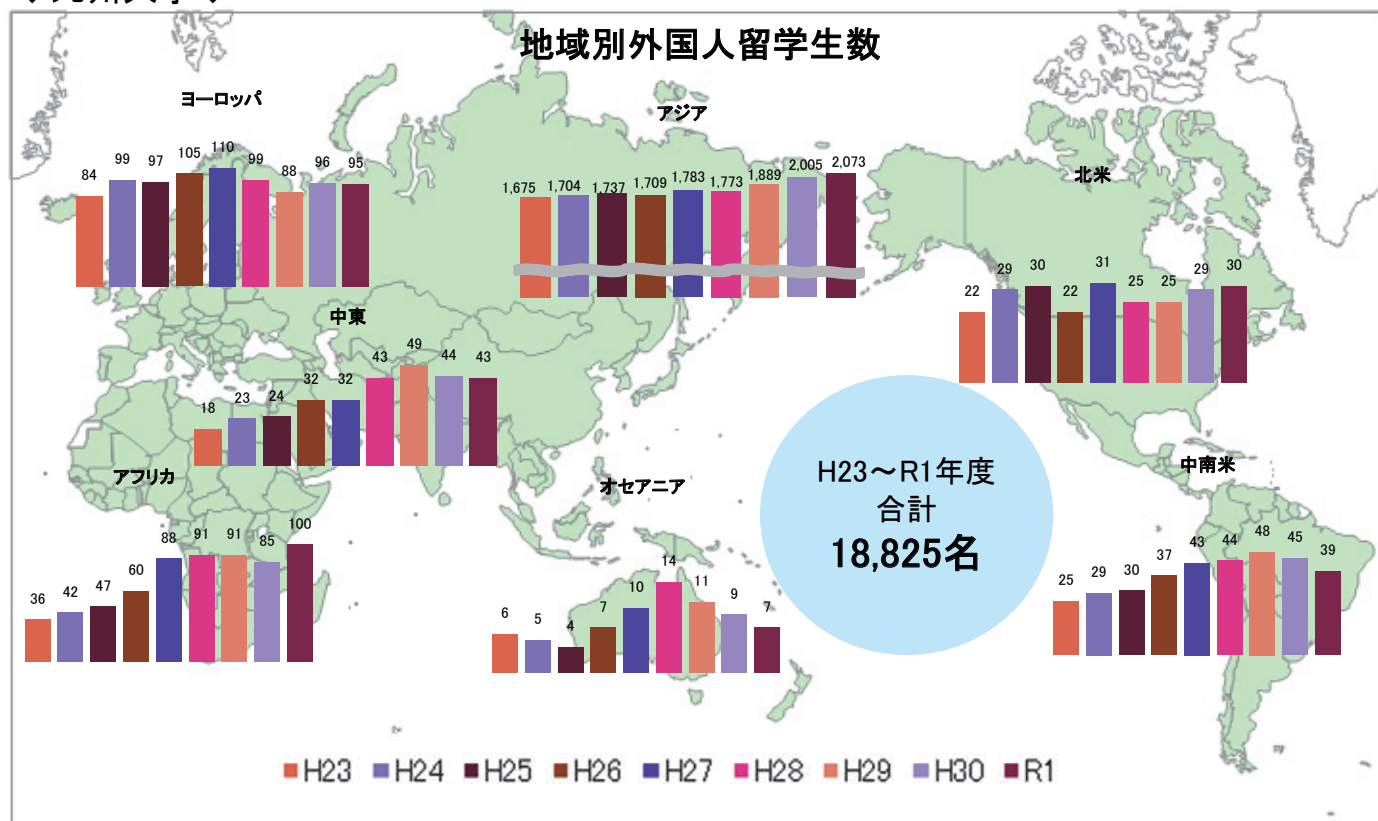 地域別外国人留学生数
ヨーロッパ
84 99 97 105 110 99 88 96 95
アジア
1,675 1,704 1,737 1,709 1,783 1,773 1,889 2,005 2,073
北米
22 29 30 22 31 25 25 29 30
中東
18 23 24 32 32 43 49 44 43
アフリカ
36 42 47 60 88 91 91 85 100
オセアニア
6 5 4 7 10 14 11 9 7
H23～R1年度
合計
18,825名
中南米
25 29 30 37 43 44 48 45 39
H23 H24 H25 H26 H27 H28 H29 H30 R1